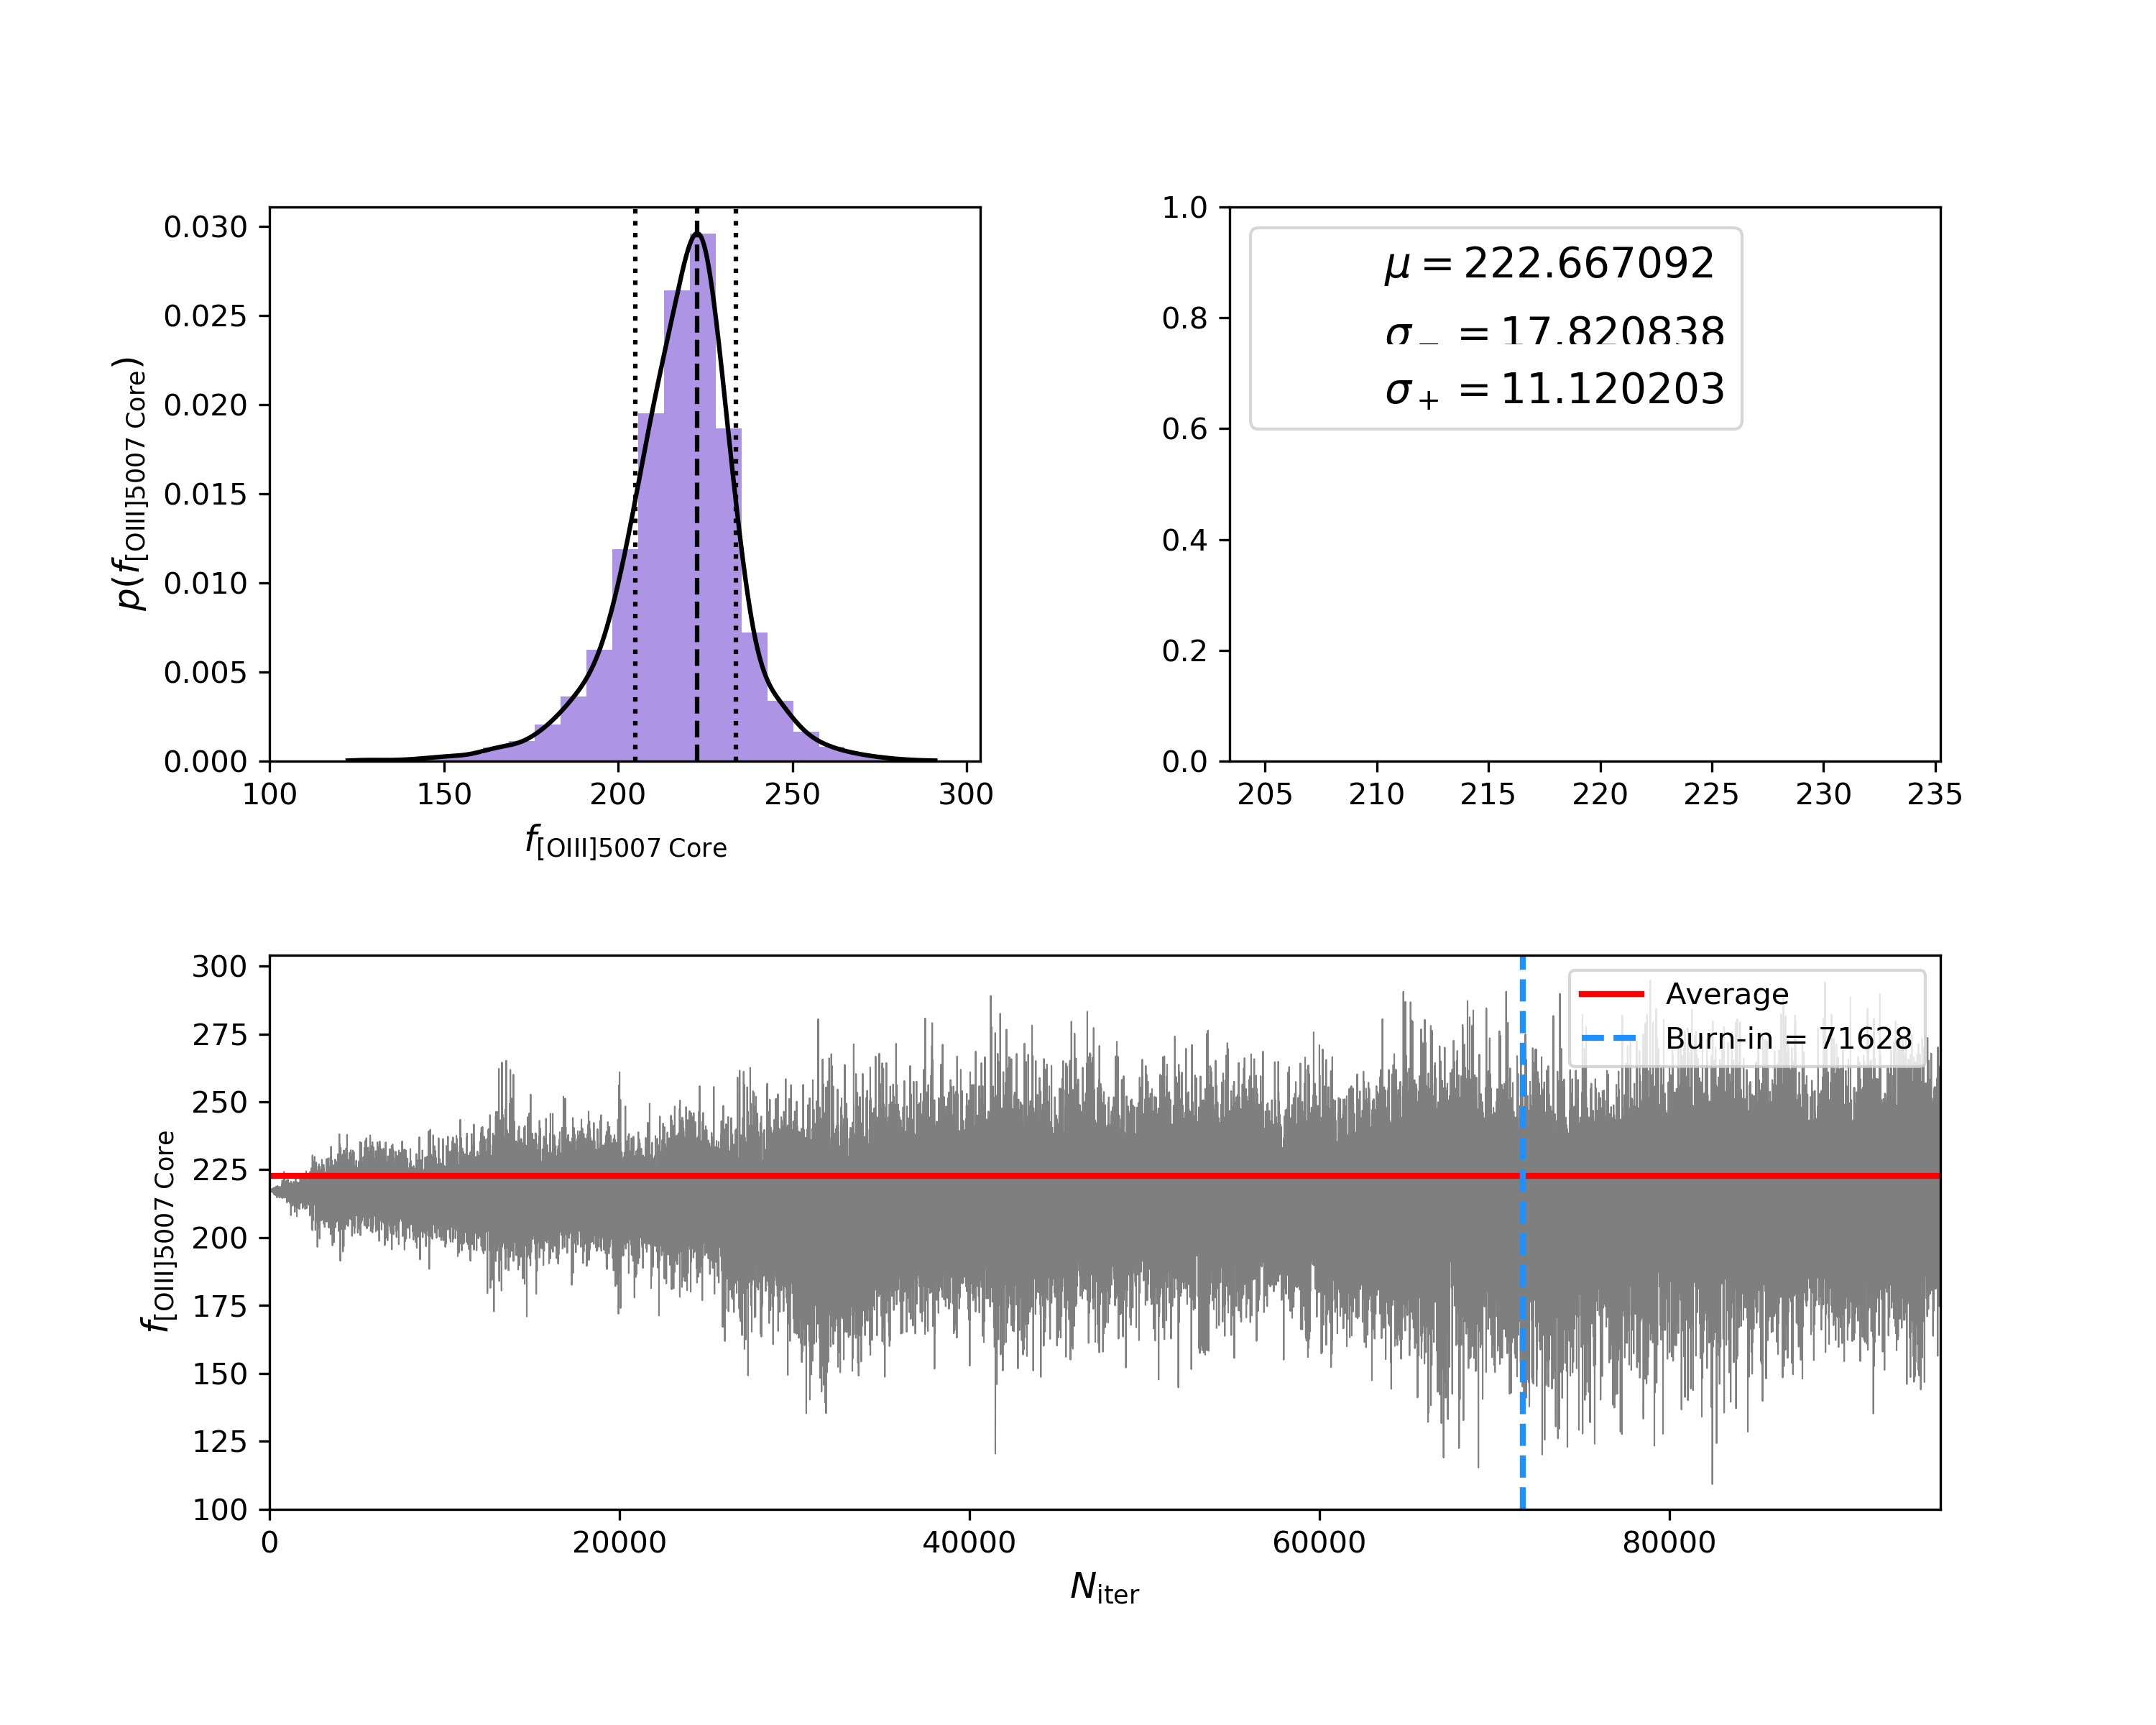 0.030
0.025
0.020
0.015
0.010
0.005
0.000
p(f[OIII]5007 Core)
100 150 200 250 300
f[OIII]5007 Core
1.0
0.8
0.6
0.4
0.2
0.0
μ = 222.667092
σ− = 17.820838
σ+ = 11.120203
205 210 215 220 225 230 235
300
275
250
225
200
175
150
125
100
f[OIII]5007 Core
Average
Burn-in = 71628
0 20000 40000 60000 80000
Niter